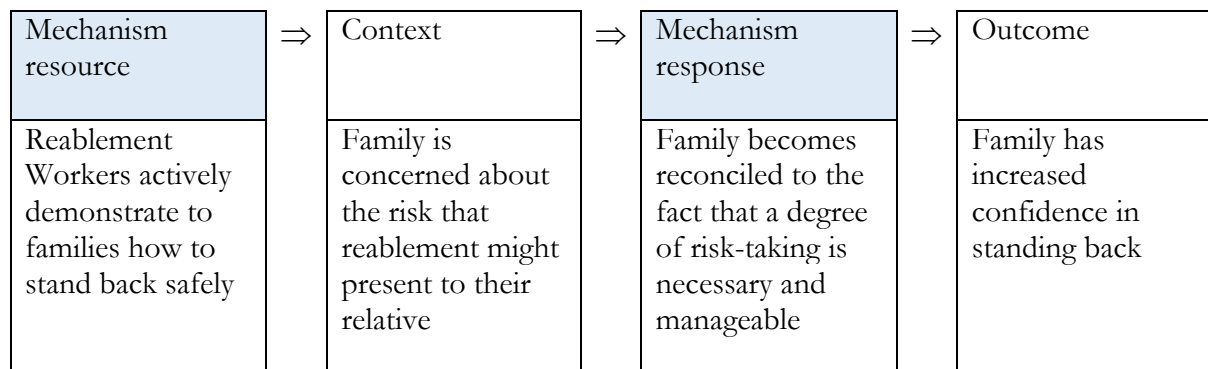 Mechanism
resource
⇒
Context
⇒
Mechanism
response
⇒
Outcome
Reablement
Workers actively
demonstrate to
families how to
stand back safely
Family is
concerned about
the risk that
reablement might
present to their
relative
Family becomes
reconciled to the
fact that a degree
of risk-taking is
necessary and
manageable
Family has
increased
confidence in
standing back